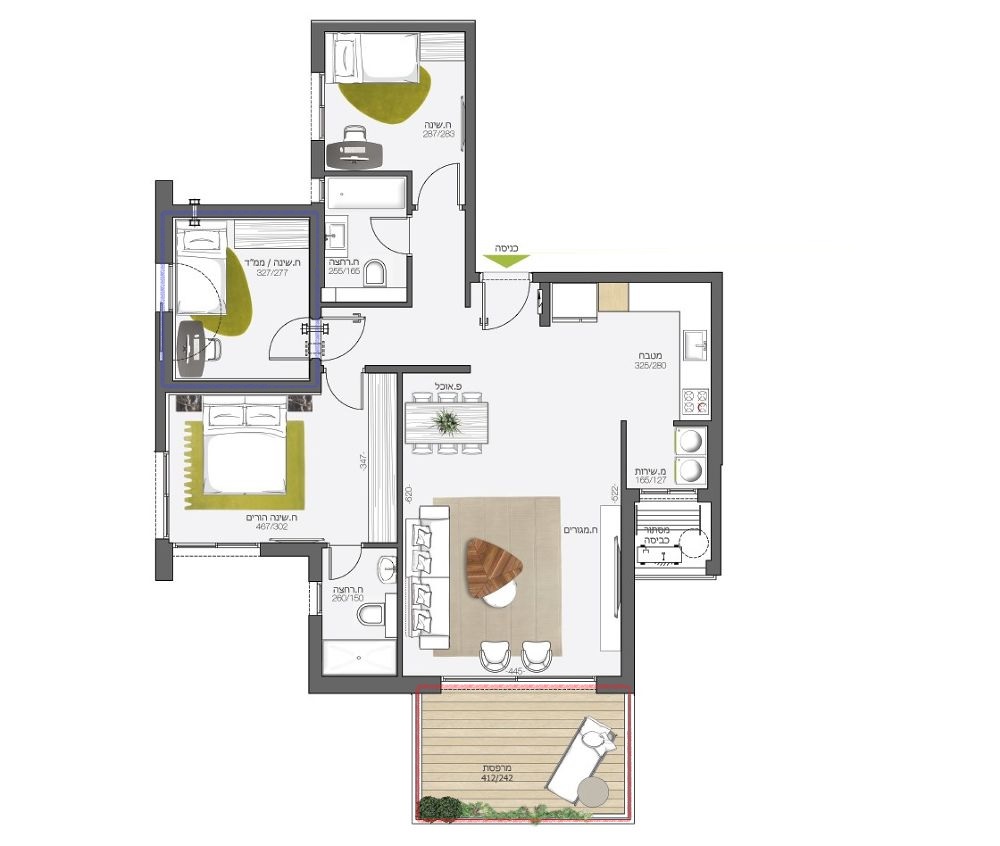 ח.שינה
287/283
כניסה
ח.שינה / ממ"ד
327/277
ח.רחצה
255/165
מטבח
325/280
פ.אוכל
-347-
-620-
-622-
מ.שירות
165/127
ח.שינה הורים
467/302
ח.מגורים
מסתור
כביסה
ח.רחצה
260/150
-445-
מרפסת
412/242